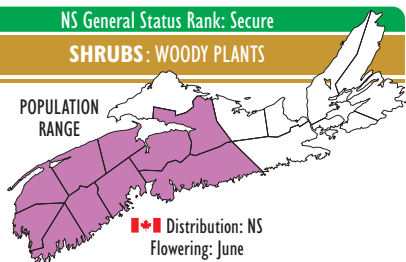 NS General Status Rank: Secure
SHRUBS: WOODY PLANTS
POPULATION
RANGE
Distribution: NS
Flowering: June